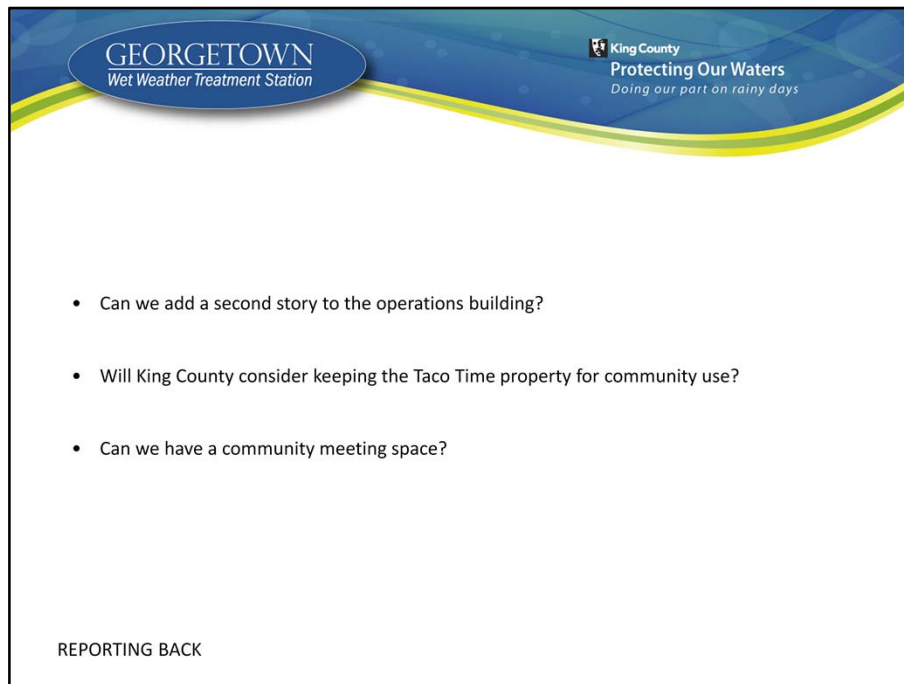 GEORGETOWN
Wet Weather Treatment Station
King County
Protecting Our Waters
Doing our part on rainy days
• Can we add a second story to the operations building?
• Will King County consider keeping the Taco Time property for community use?
• Can we have a community meeting space?
REPORTING BACK